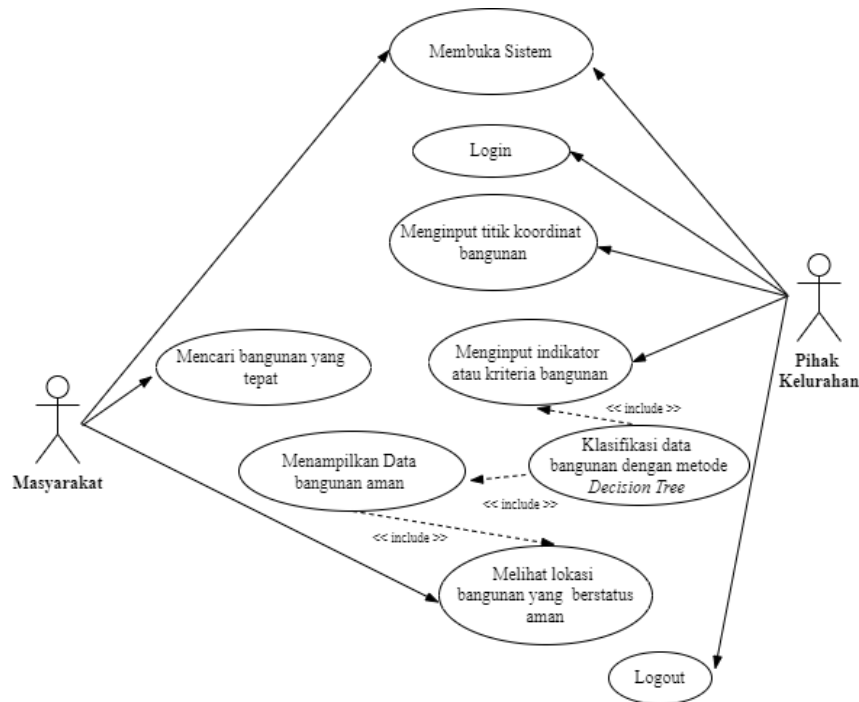 Membuka Sistem
Login
Menginput titik koordinat
bangunan
Mencari bangunan yang
tepat
Menginput indikator
atau kriteria bangunan
Pihak
Kelurahan
<< include >>
Masyarakat
Menampilkan Data
bangunan aman
Klasifikasi data
bangunan dengan metode
Decision Tree
<< include >>
<< include >>
Melihat lokasi
bangunan yang berstatus
aman
Logout